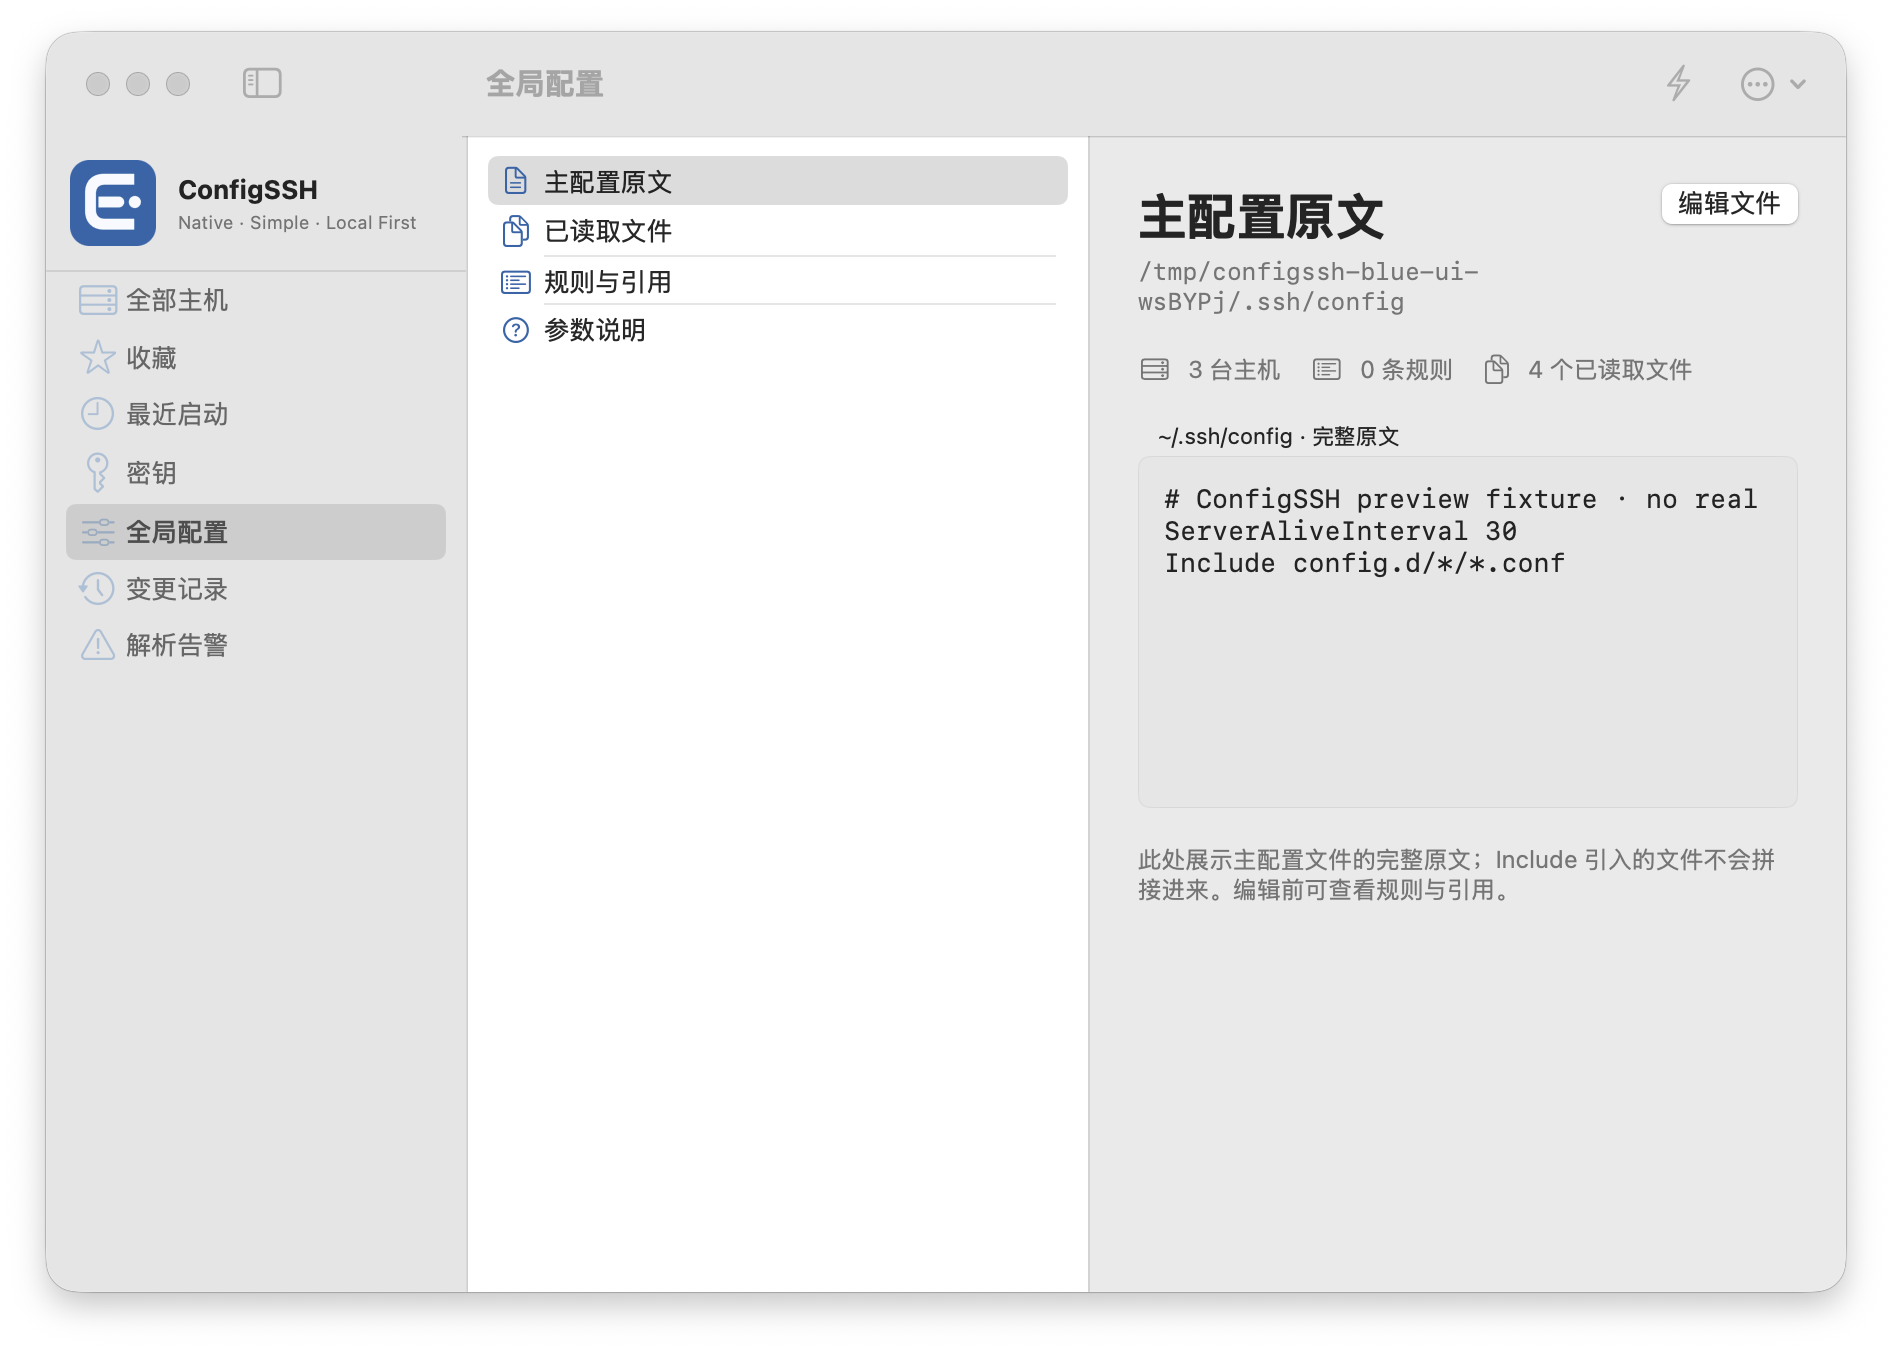 全局配置
ConfigSSH
Native · Simple · Local First
全部主机
收藏
最近启动
密钥
全局配置
变更记录
解析告警
主配置原文
已读取文件
规则与引用
参数说明
主配置原文
编辑文件
/tmp/configssh-blue-ui-
wsBYPj/.ssh/config
3 台主机 0 条规则 4 个已读取文件
~/.ssh/config · 完整原文
# ConfigSSH preview fixture · no real
ServerAliveInterval 30
Include config.d/*/*.conf
此处展示主配置文件的完整原文；Include 引入的文件不会拼
接进来。编辑前可查看规则与引用。